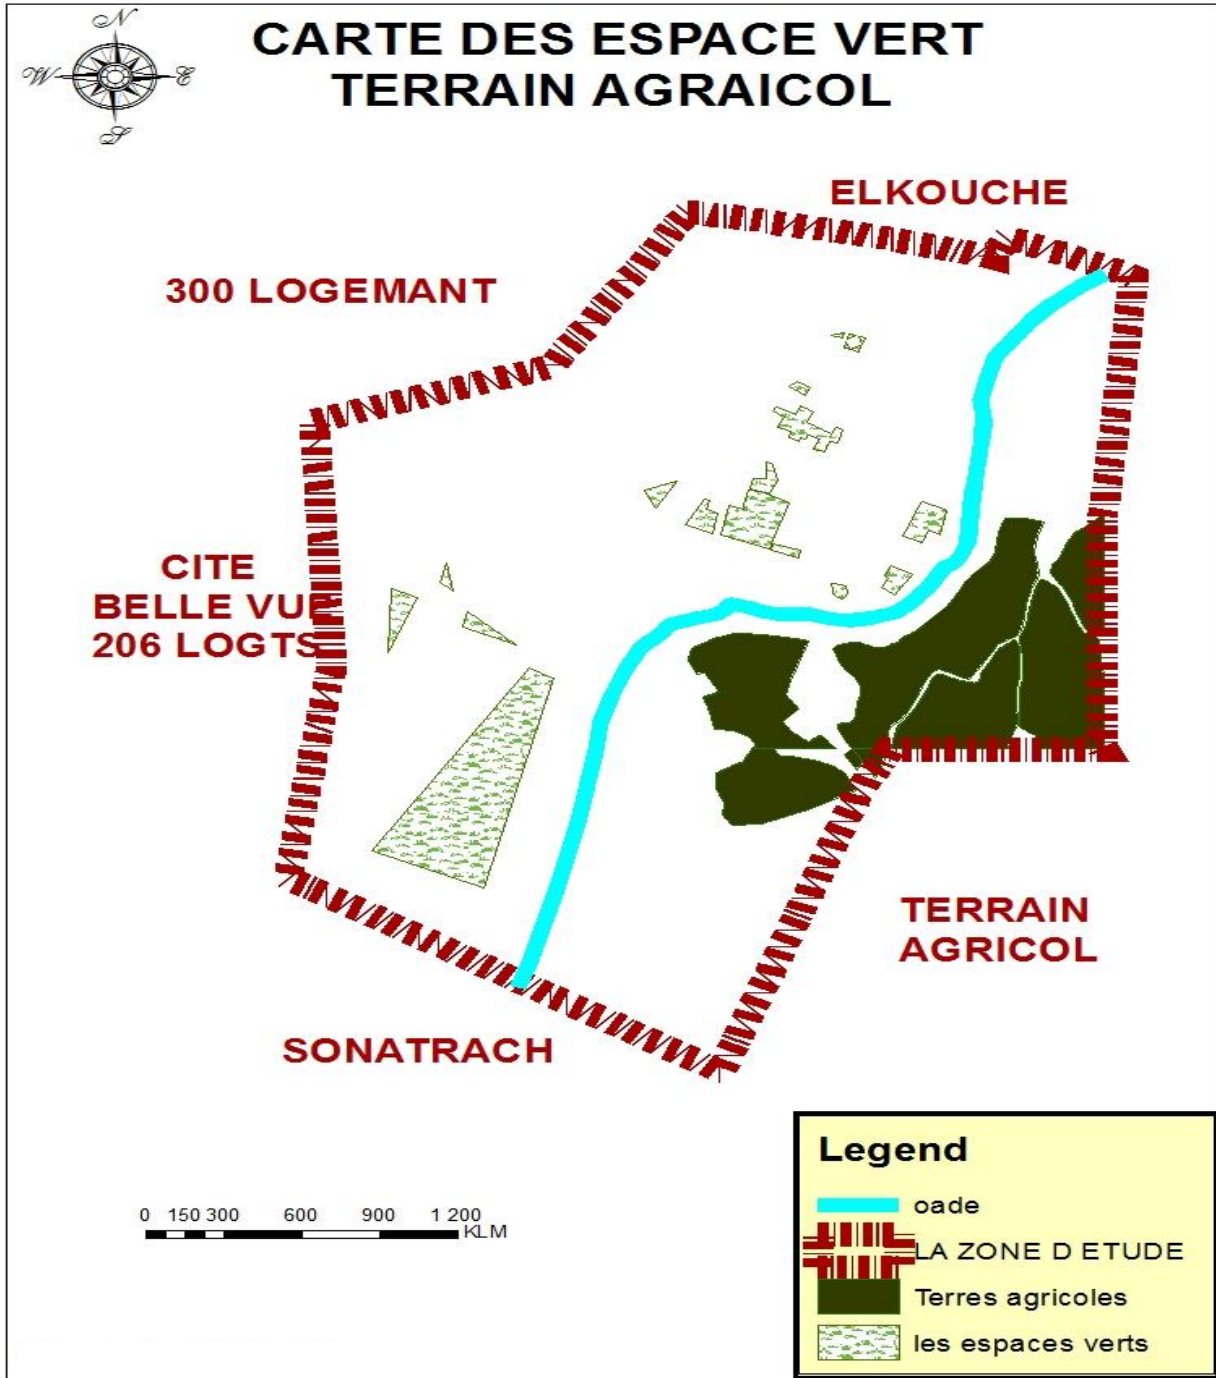 N
W
E
S
CARTE DES ESPACE VERT
TERRAIN AGRAICOL
ELKOUCHE
300 LOGEMANT
CITE
BELLE VUE
206 LOGTS
TERRAIN
AGRICOL
SONATRACH
0 150 300 600 900 1 200
KLM
Legend
oade
LA ZONE D ETUDE
Terres agricoles
les espaces verts